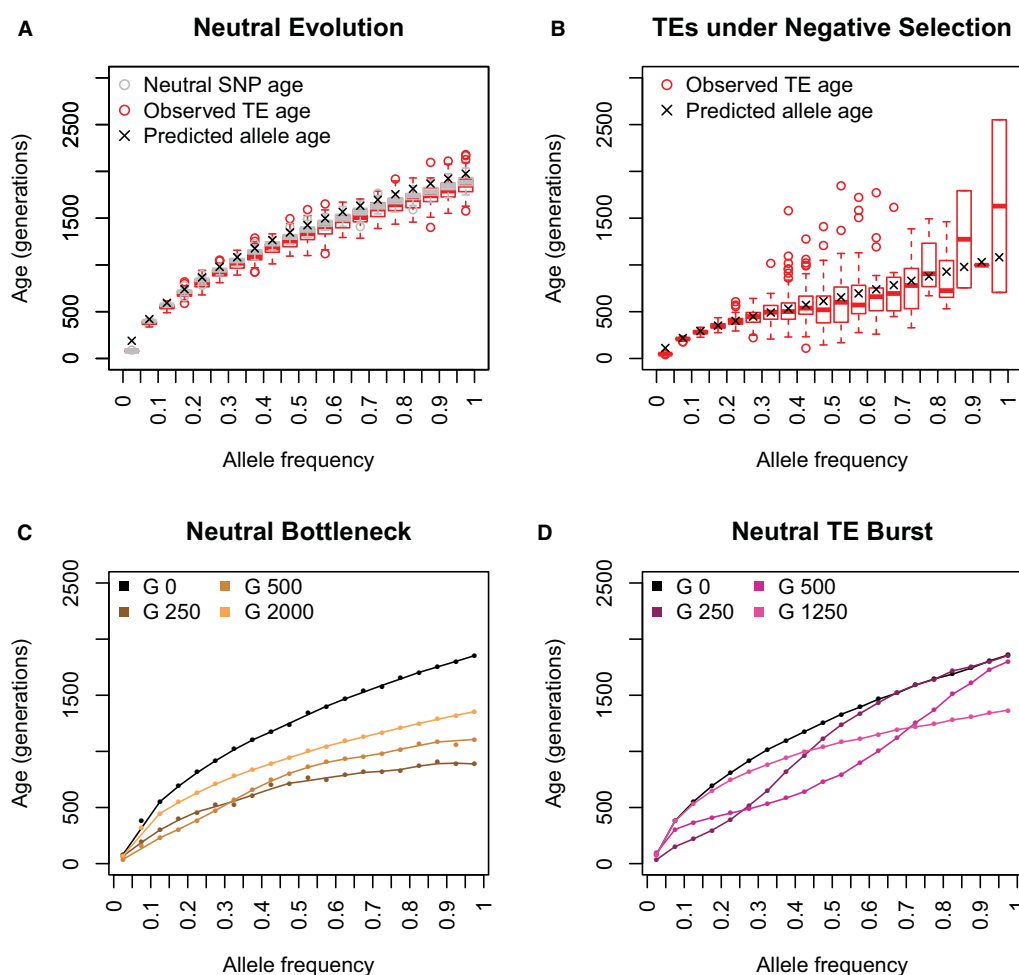 A Neutral Evolution
Neutral SNP age
Observed TE age
Predicted allele age
Age (generations)
0 500 1500 2500
0 0.1 0.2 0.3 0.4 0.5 0.6 0.7 0.8 0.9 1
Allele frequency
B TEs under Negative Selection
Observed TE age
Predicted allele age
Age (generations)
0 500 1500 2500
0 0.1 0.2 0.3 0.4 0.5 0.6 0.7 0.8 0.9 1
Allele frequency
C Neutral Bottleneck
G 0 G 500
G 250 G 2000
Age (generations)
0 500 1500 2500
0 0.1 0.2 0.3 0.4 0.5 0.6 0.7 0.8 0.9 1
Allele frequency
D Neutral TE Burst
G 0 G 500
G 250 G 1250
Age (generations)
0 500 1500 2500
0 0.1 0.2 0.3 0.4 0.5 0.6 0.7 0.8 0.9 1
Allele frequency